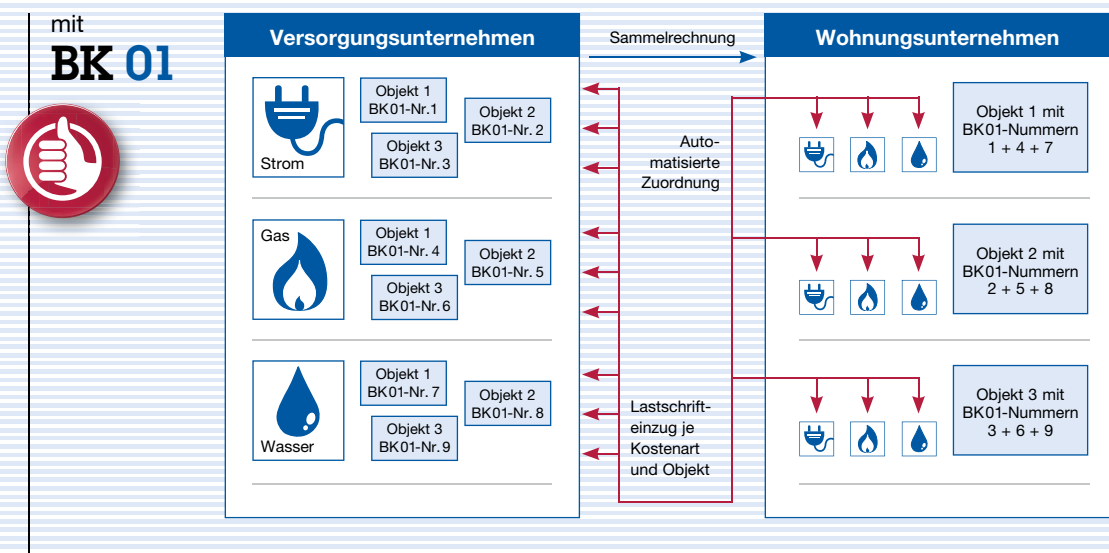 mit
BK 01
Versorgungsunternehmen
Strom
Objekt 1
BK01-Nr.1
Objekt 2
BK01-Nr. 2
Objekt 3
BK01-Nr. 3
Gas
Objekt 1
BK01-Nr. 4
Objekt 2
BK01-Nr. 5
Objekt 3
BK01-Nr. 6
Wasser
Objekt 1
BK01-Nr. 7
Objekt 2
BK01-Nr. 8
Objekt 3
BK01-Nr. 9
Sammelrechnung
Auto-
matisierte
Zuordnung
Lastschrift-
einzug je
Kostenart
und Objekt
Wohnungsunternehmen
Objekt 1 mit
BK01-Nummern
1 + 4 + 7
Objekt 2 mit
BK01-Nummern
2 + 5 + 8
Objekt 3 mit
BK01-Nummern
3 + 6 + 9